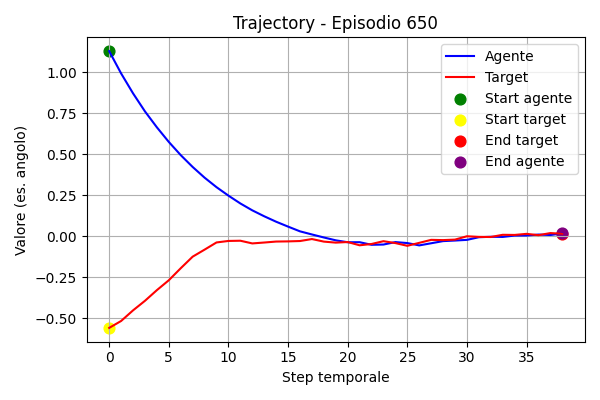 Trajectory - Episodio 650
Valore (es. angolo)
1.00
0.75
0.50
0.25
0.00
−0.25
−0.50
Agente
Target
Start agente
Start target
End target
End agente
0 5 10 15 20 25 30 35
Step temporale